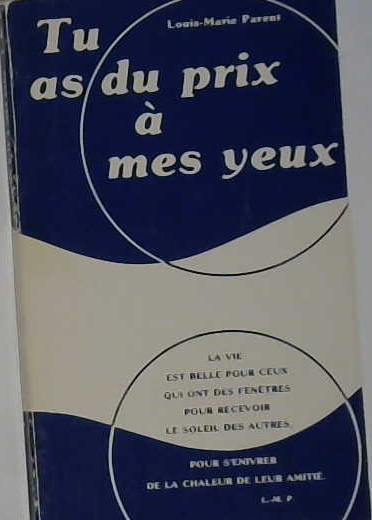 Louis-Marie Parent
Tu
as du prix
à
mes yeux
LA VIE
EST BELLE POUR CEUX
QUI ONT DES FENÊTRES
POUR RECEVOIR
LE SOLEIL DES AUTRES,
POUR S'ENIVRER
DE LA CHALEUR DE LEUR AMITIÉ.
L.-M. P.